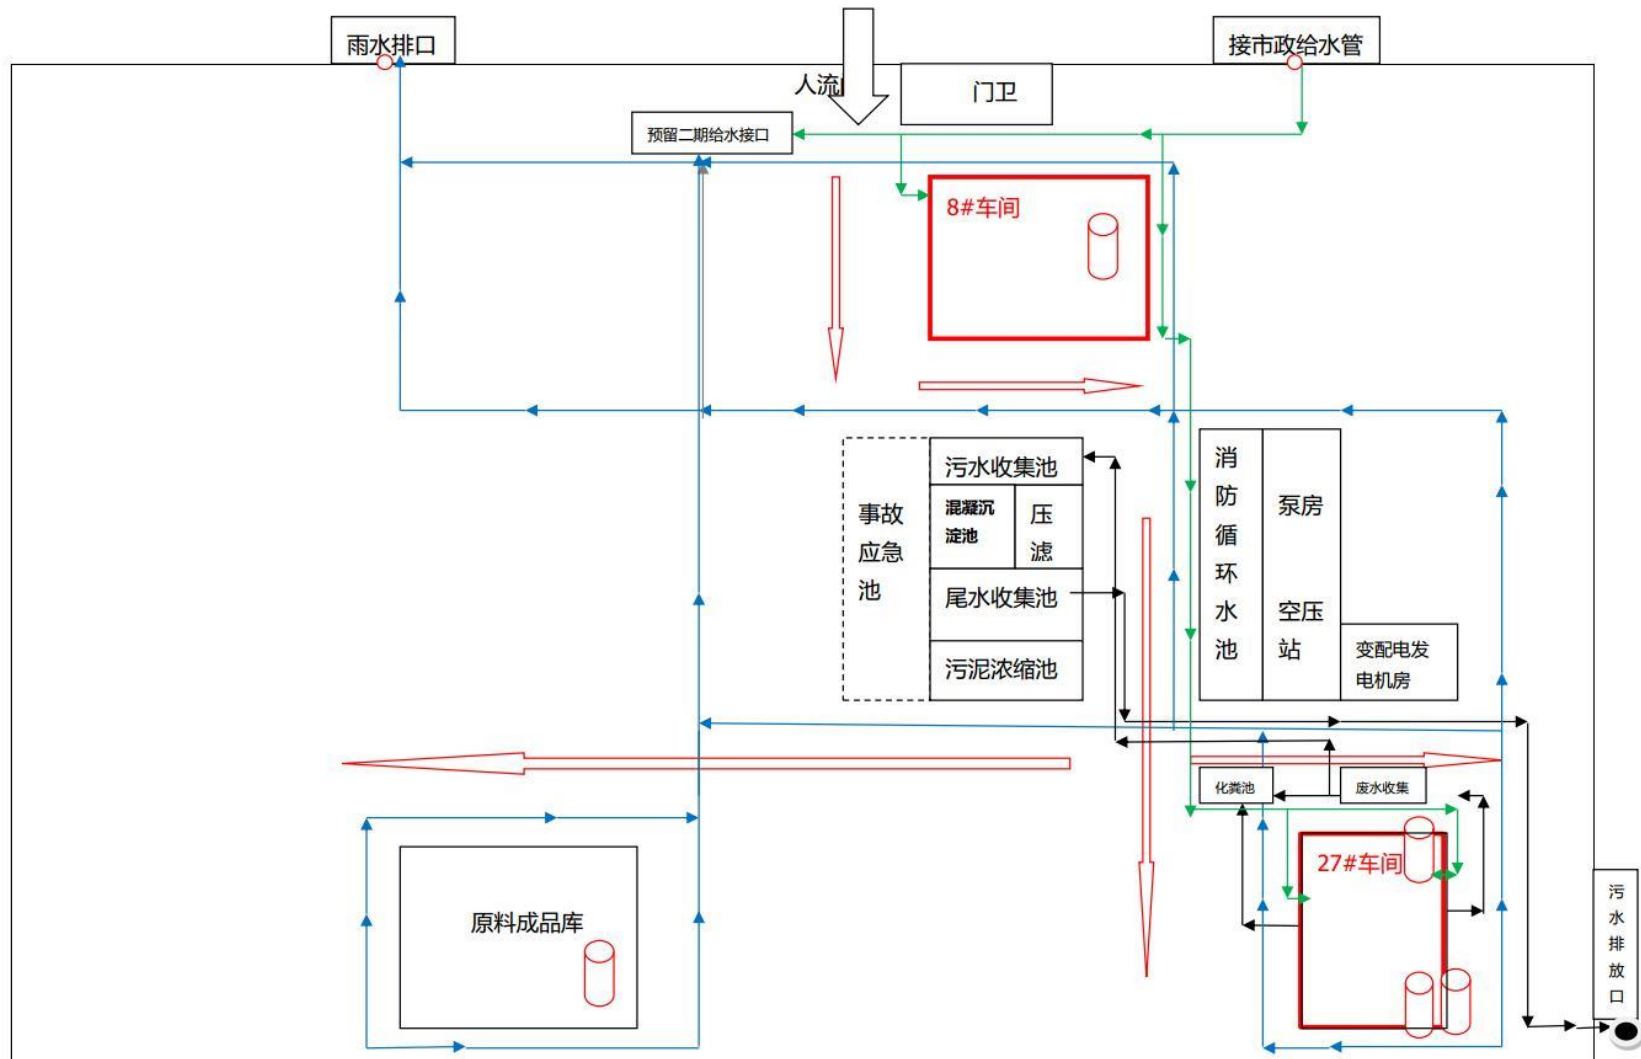 雨水排口
接市政给水管
人流
门卫
预留二期给水接口
8#车间
污水收集池
混凝沉
淀池
压
滤
尾水收集池
污泥浓缩池
事故
应急
池
消
防
循
环
水
池
泵房
空压
站
变配电发
电机房
化粪池
废水收集
27#车间
原料成品库
污
水
排
放
口